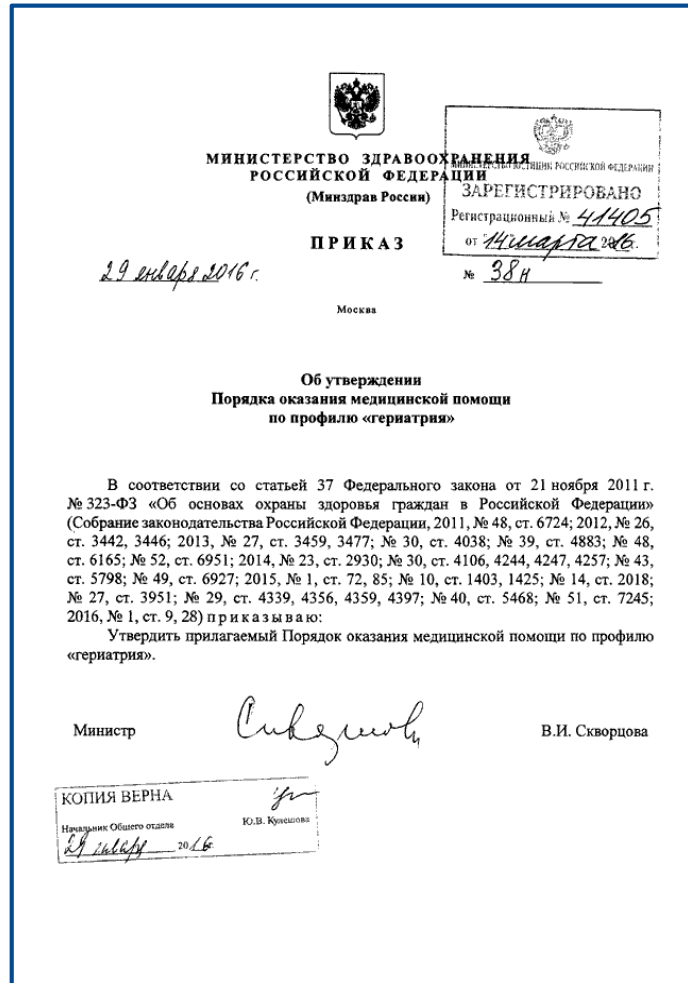 МИНИСТЕРСТВО ЗДРАВООХРАНЕНИЯ
РОССИЙСКОЙ ФЕДЕРАЦИИ
(Минздрав России)
МИНИСТЕРСТВО ЮСТИЦИИ РОССИЙСКОЙ ФЕДЕРАЦИИ
ЗАРЕГИСТРИРОВАНО
Регистрационный № 41405
от "14 марта 2016.
ПРИКАЗ
29 января 2016 г.
№ 38н
Москва
Об утверждении
Порядка оказания медицинской помощи
по профилю «гериатрия»
В соответствии со статьей 37 Федерального закона от 21 ноября 2011 г.
№ 323-ФЗ «Об основах охраны здоровья граждан в Российской Федерации»
(Собрание законодательства Российской Федерации, 2011, № 48, ст. 6724; 2012, № 26,
ст. 3442, 3446; 2013, № 27, ст. 3459, 3477; № 30, ст. 4038; № 39, ст. 4883; № 48,
ст. 6165; № 52, ст. 6951; 2014, № 23, ст. 2930; № 30, ст. 4106, 4244, 4247, 4257; № 43,
ст. 5798; № 49, ст. 6927; 2015, № 1, ст. 72, 85; № 10, ст. 1403, 1425; № 14, ст. 2018;
№ 27, ст. 3951; № 29, ст. 4339, 4356, 4359, 4397; № 40, ст. 5468; № 51, ст. 7245;
2016, № 1, ст. 9, 28) приказываю:
Утвердить прилагаемый Порядок оказания медицинской помощи по профилю
«гериатрия».
Министр
В.И. Скворцова
КОПИЯ ВЕРНА
Начальник Общего отдела
Ю.В. Кулешова
29 января 2016